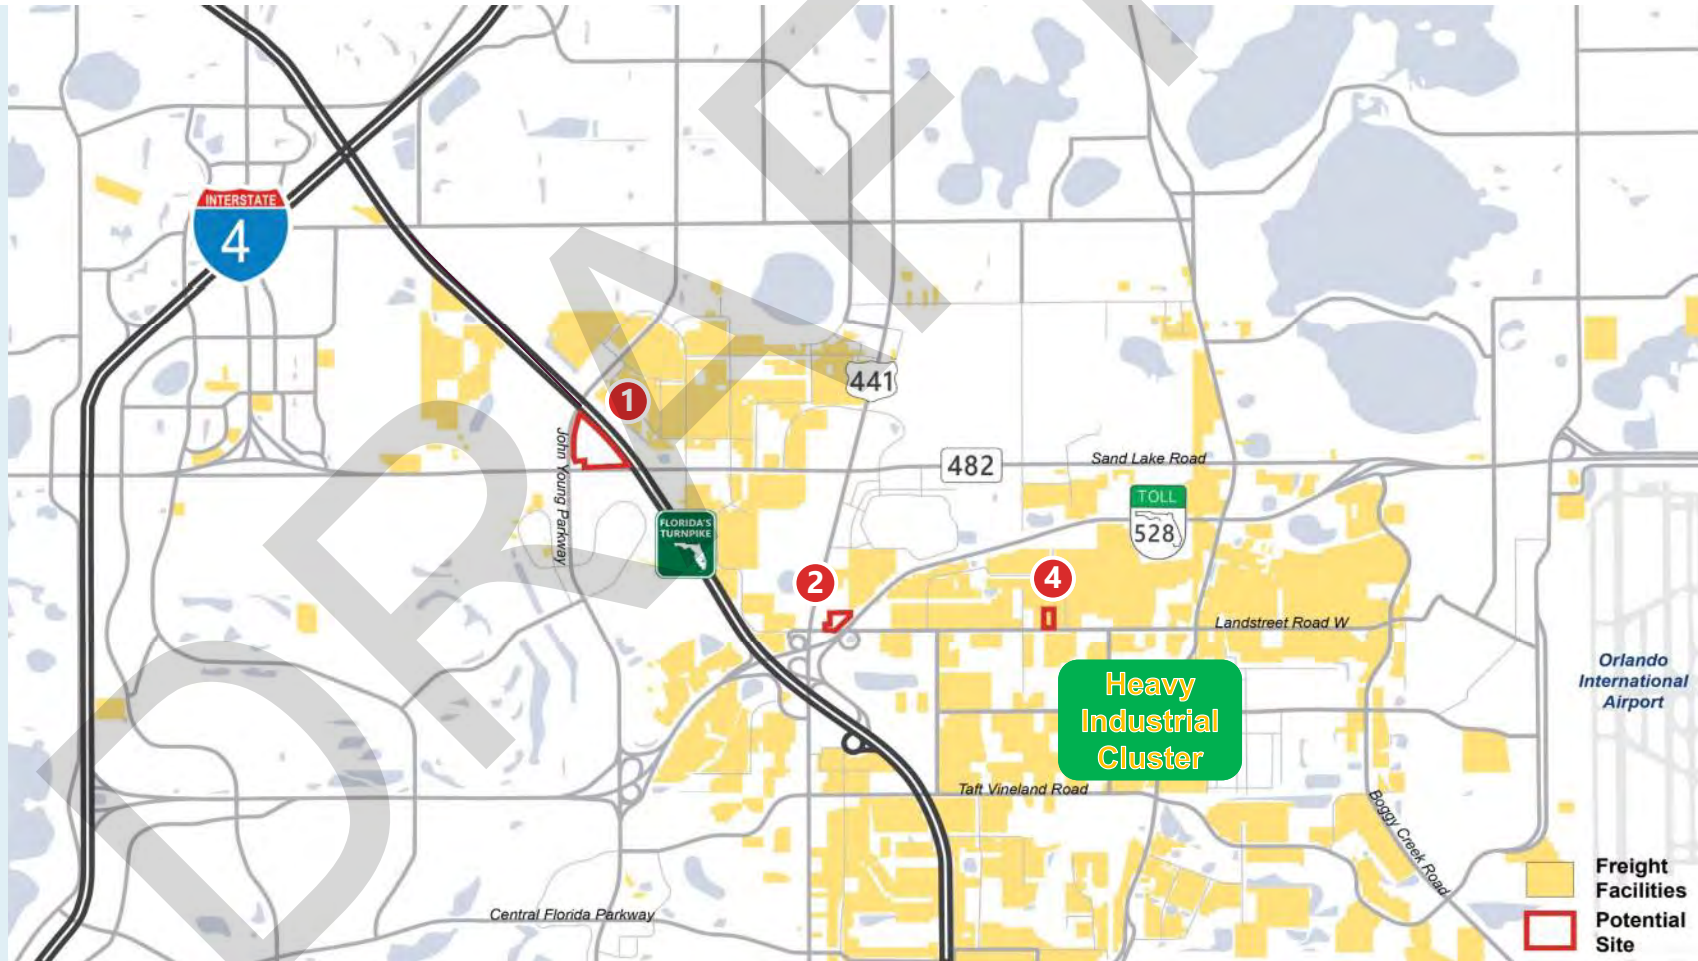 DRAFT
INTERSTATE
4
441
1
John Young Parkway
482
Sand Lake Road
TOLL
528
FLORIDA'S
TURNPIKE
2
4
Landstreet Road W
Heavy
Industrial
Cluster
Orlando
International
Airport
Taft Vineland Road
Boggy Creek Road
Central Florida Parkway
Freight
Facilities
Potential
Site